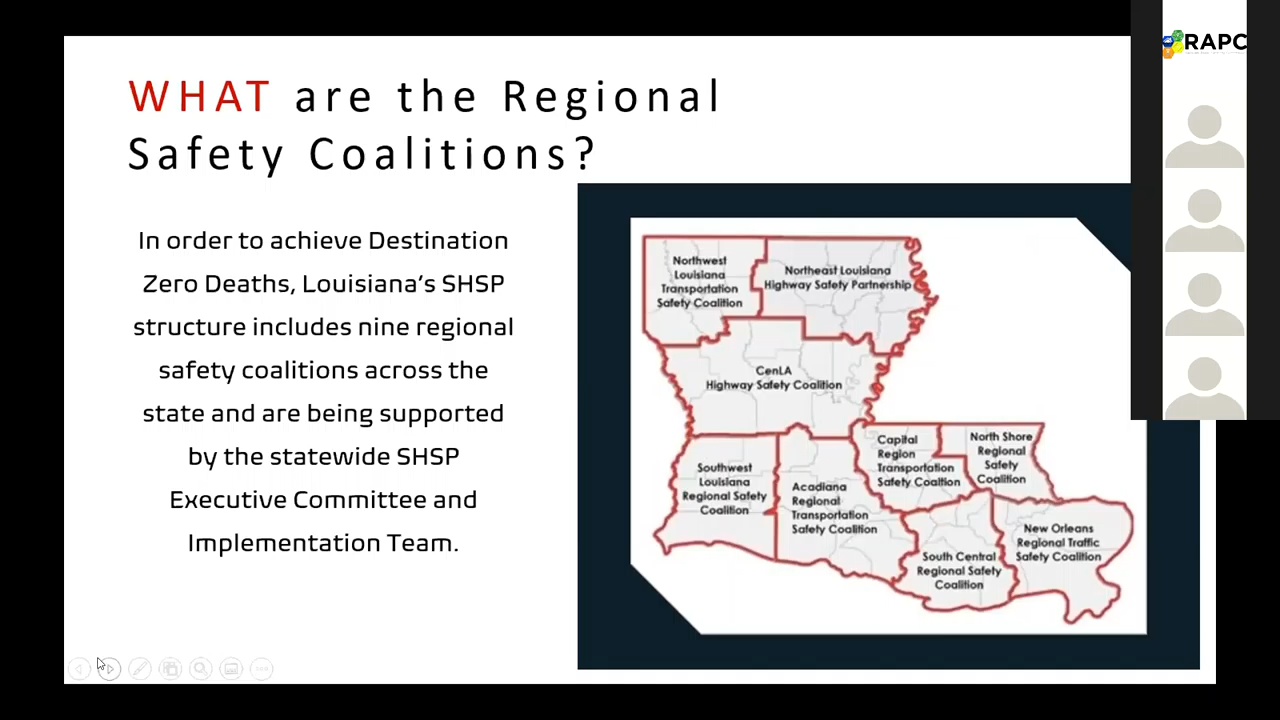 WHAT are the Regional
Safety Coalitions?
RAPC
In order to achieve Destination
Zero Deaths, Louisiana's SHSP
structure includes nine regional
safety coalitions across the
state and are being supported
by the statewide SHSP
Executive Committee and
Implementation Team.
Northwest
Louisiana
Transportation
Safety Coalition
Northeast Louisiana
Highway Safety Partnership
CenLA
Highway Safety Coalition
Southwest
Louisiana
Regional Safety
Coalition
Acadiana
Regional
Transportation
Safety Coalition
Capital
Region
Transportation
Safety Coaltion
North Shore
Regional
Safety
Coalition
South Central
Regional Safety
Coalition
New Orleans
Regional Traffic
Safety Coalition